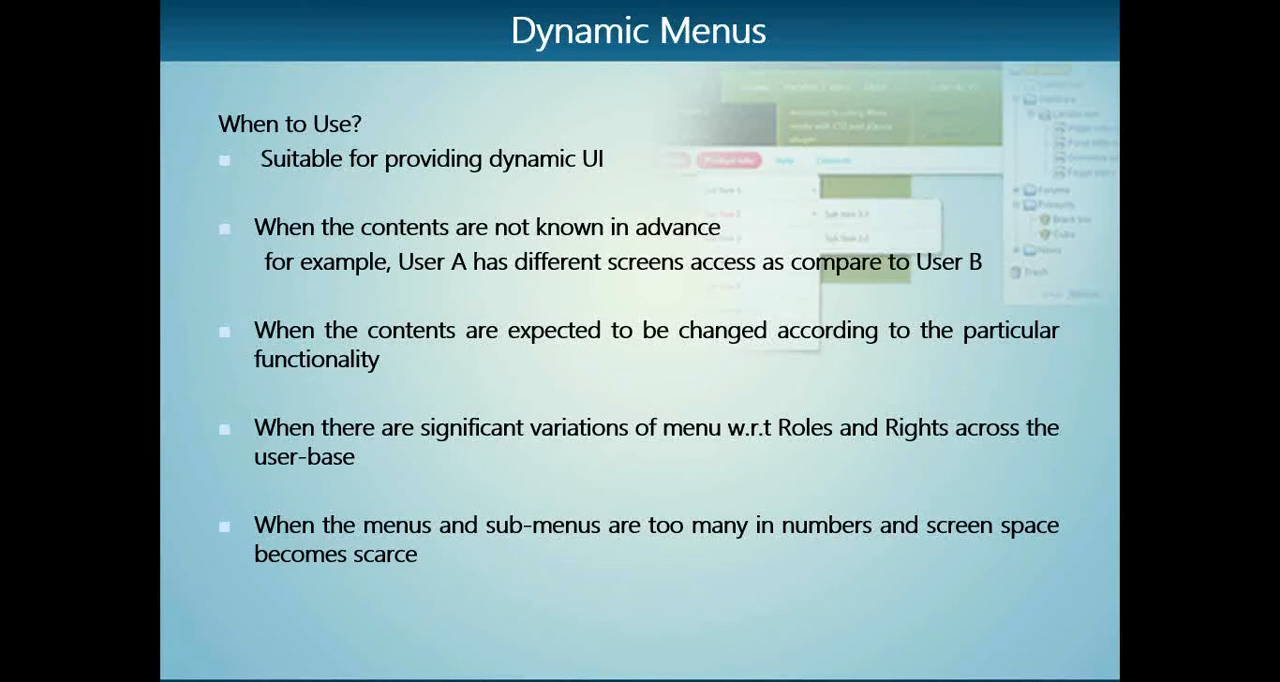 Dynamic Menus
When to Use?
Suitable for providing dynamic UI
When the contents are not known in advance
for example, User A has different screens access as compare to User B
When the contents are expected to be changed according to the particular
functionality
When there are significant variations of menu w.r.t Roles and Rights across the
user-base
When the menus and sub-menus are too many in numbers and screen space
becomes scarce